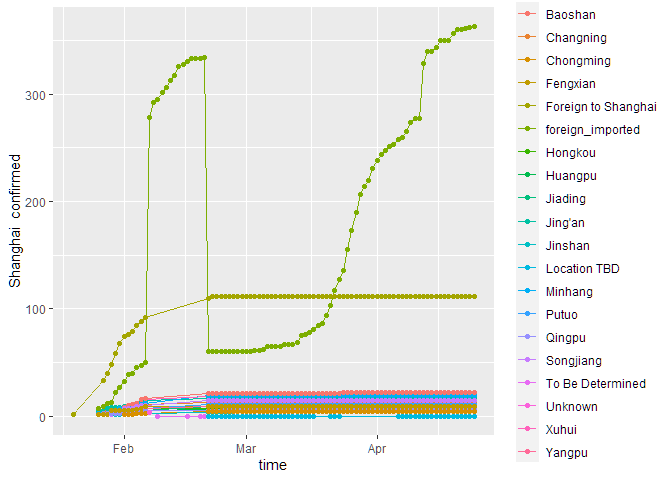 Shanghai confirmed
300
200
100
0
Feb
Mar
Apr
time
Baoshan
Changning
Chongming
Fengxian
Foreign to Shanghai
foreign_imported
Hongkou
Huangpu
Jiading
Jing'an
Jinshan
Location TBD
Minhang
Putuo
Qingpu
Songjiang
To Be Determined
Unknown
Xuhui
Yangpu